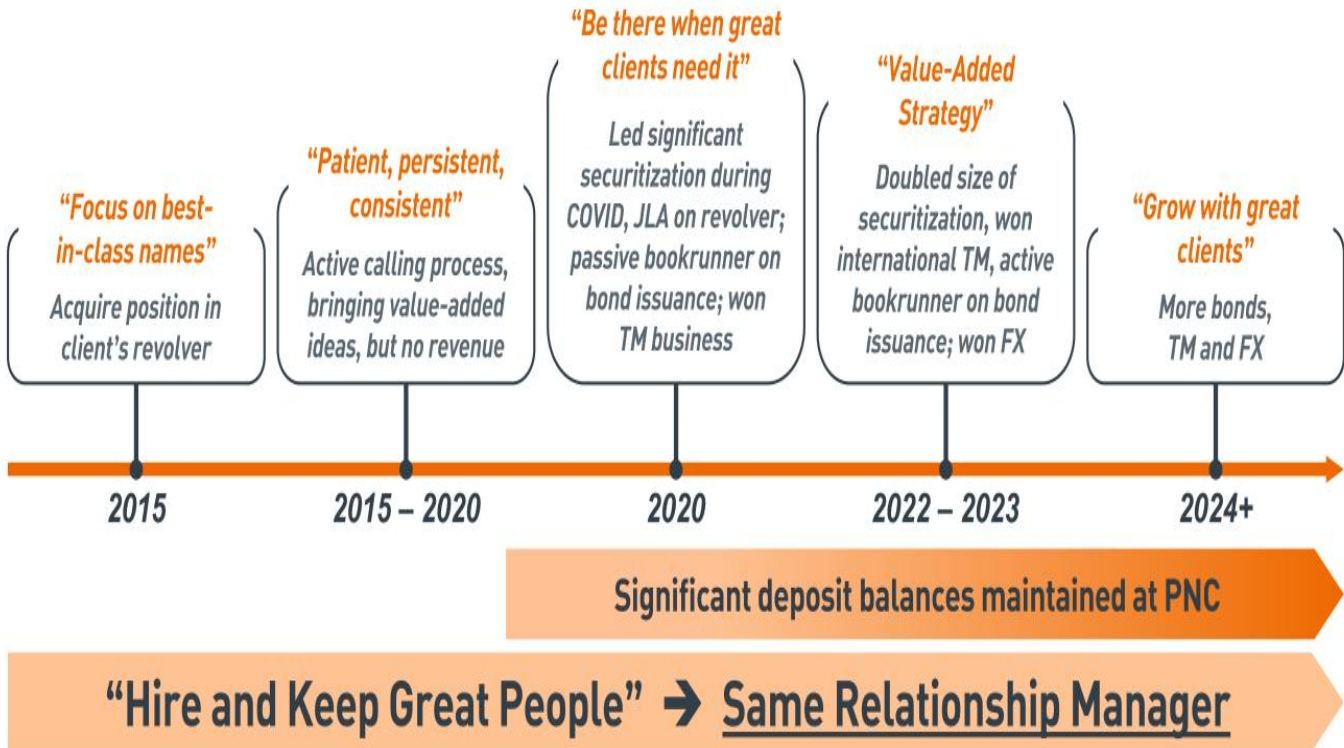 “Focus on best-
in-class names”
Acquire position in
client’s revolver
“Patient, persistent,
consistent”
Active calling process,
bringing value-added
ideas, but no revenue
“Be there when great
clients need it”
Led significant
securitization during
COVID, JLA on revolver;
passive bookrunner on
bond issuance; won
TM business
“Value-Added
Strategy”
Doubled size of
securitization, won
international TM, active
bookrunner on bond
issuance; won FX
“Grow with great
clients”
More bonds,
TM and FX
2015
2015 – 2020
2020
2022 – 2023
2024+
Significant deposit balances maintained at PNC
“Hire and Keep Great People” → Same Relationship Manager